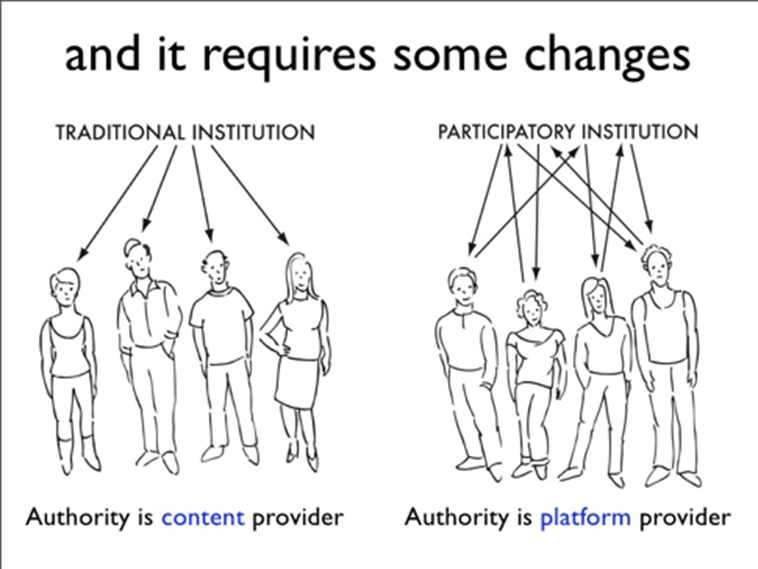 and it requires some changes
TRADITIONAL INSTITUTION
PARTICIPATORY INSTITUTION
Authority is content provider
Authority is platform provider